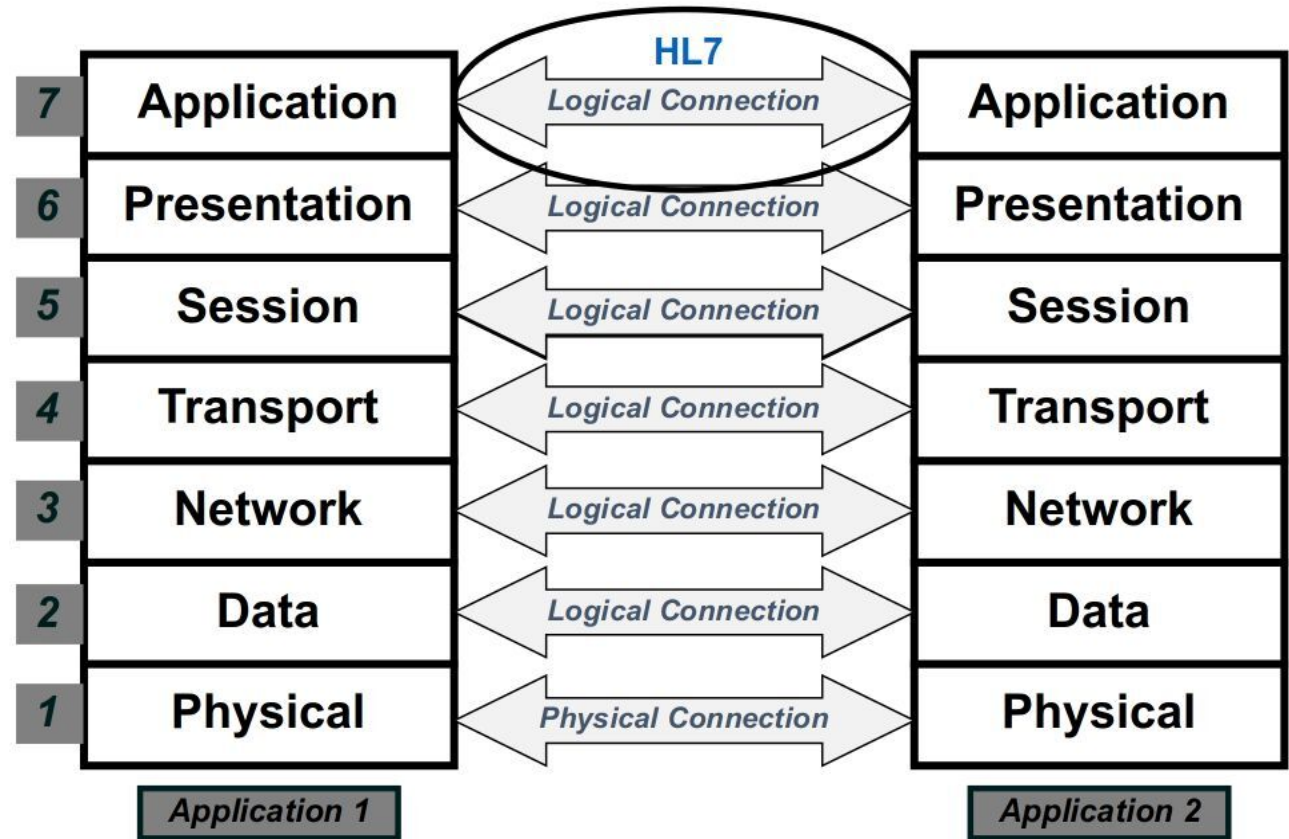 HL7
7 Application Logical Connection Application
6 Presentation Logical Connection Presentation
5 Session Logical Connection Session
4 Transport Logical Connection Transport
3 Network Logical Connection Network
2 Data Logical Connection Data
1 Physical Physical Connection Physical
Application 1 Application 2